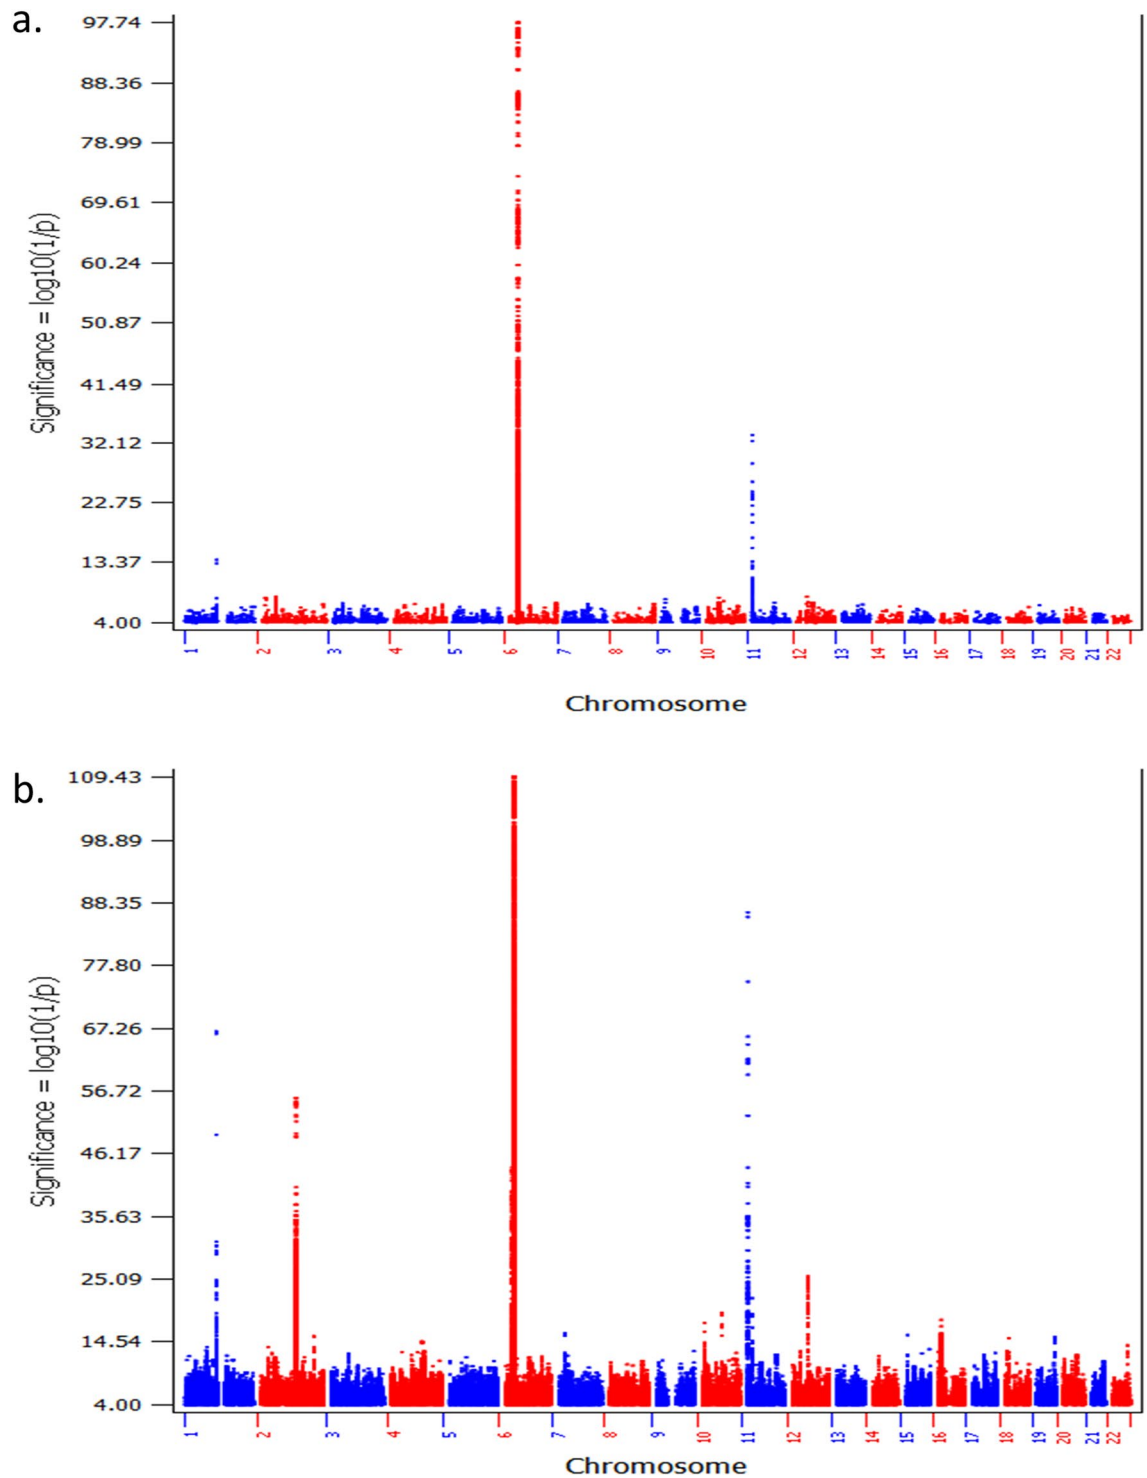 a.
Significance = log10(1/p)
97.74
88.36
78.99
69.61
60.24
50.87
41.49
32.12
22.75
13.37
4.00
1 2 3 4 5 6 7 8 9 10 11 12 13 14 15 16 17 18 19 20 21 22
Chromosome
b.
Significance = log10(1/p)
109.43
98.89
88.35
77.80
67.26
56.72
46.17
35.63
25.09
14.54
4.00
1 2 3 4 5 6 7 8 9 10 11 12 13 14 15 16 17 18 19 20 21 22
Chromosome